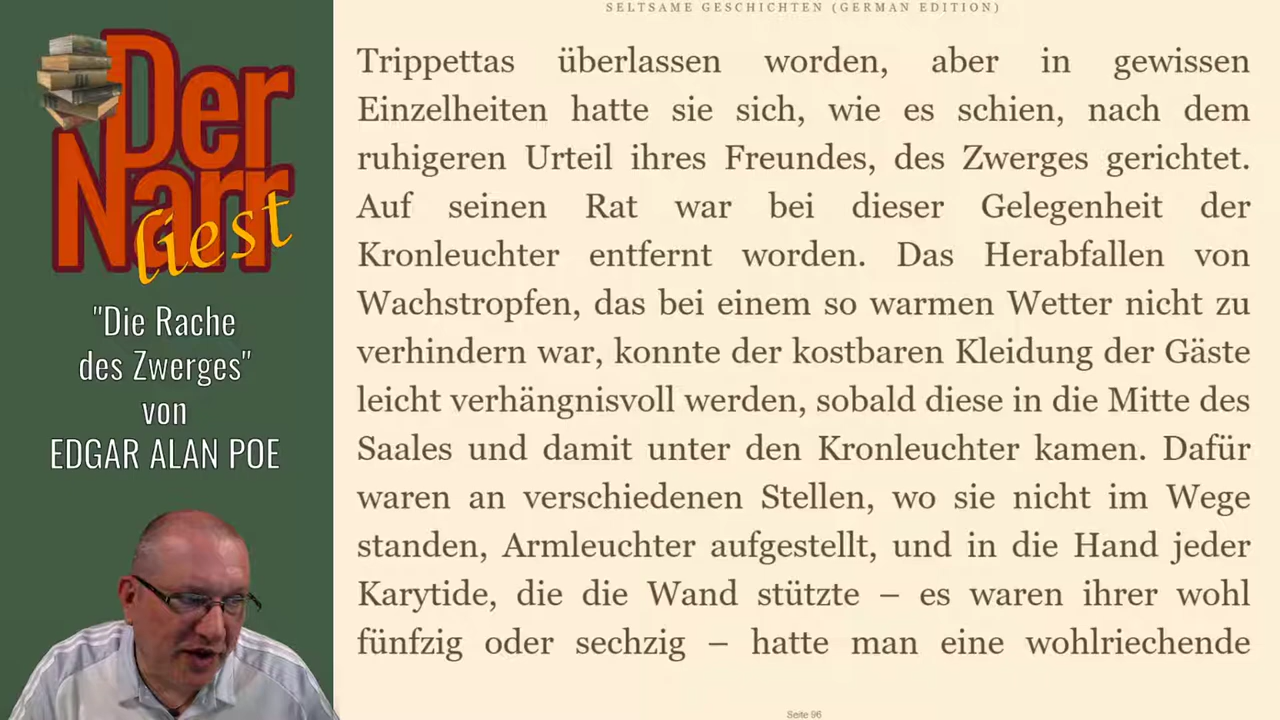 SELTSAME GESCHICHTEN (GERMAN EDITION)
Der
Narr
liest
"Die Rache
des Zwerges"
von
EDGAR ALAN POE
Trippettas überlassen worden, aber in gewissen
Einzelheiten hatte sie sich, wie es schien, nach dem
ruhigeren Urteil ihres Freundes, des Zwerges gerichtet.
Auf seinen Rat war bei dieser Gelegenheit der
Kronleuchter entfernt worden. Das Herabfallen von
Wachstropfen, das bei einem so warmen Wetter nicht zu
verhindern war, konnte der kostbaren Kleidung der Gäste
leicht verhängnisvoll werden, sobald diese in die Mitte des
Saales und damit unter den Kronleuchter kamen. Dafür
waren an verschiedenen Stellen, wo sie nicht im Wege
standen, Armleuchter aufgestellt, und in die Hand jeder
Karytide, die die Wand stützte – es waren ihrer wohl
fünfzig oder sechzig – hatte man eine wohlriechende
Seite 96